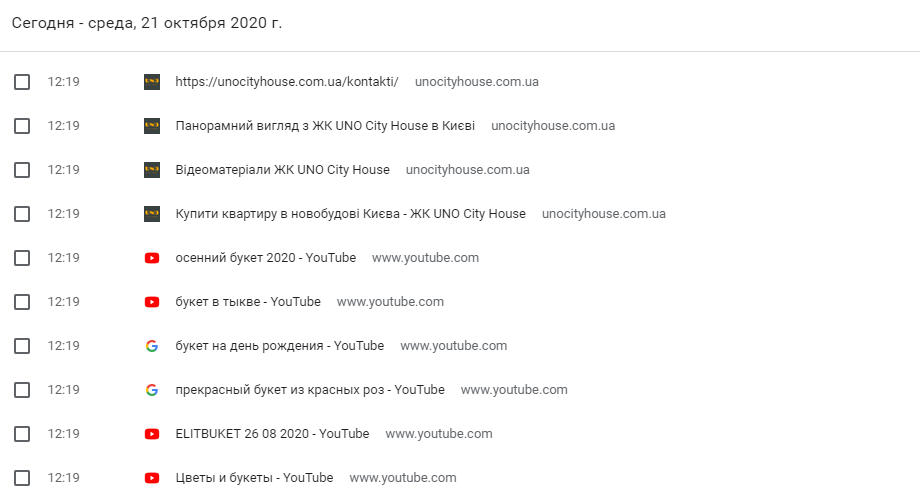 Сегодня - среда, 21 октября 2020 г.
12:19 https://unocityhouse.com.ua/kontakti/ unocityhouse.com.ua
12:19 Панорамний вигляд з ЖК UNO City House в Києві unocityhouse.com.ua
12:19 Відеоматеріали ЖК UNO City House unocityhouse.com.ua
12:19 Купити квартиру в новобудові Києва - ЖК UNO City House unocityhouse.com.ua
12:19 осенний букет 2020 - YouTube www.youtube.com
12:19 букет в тыкве - YouTube www.youtube.com
12:19 букет на день рождения - YouTube www.youtube.com
12:19 прекрасный букет из красных роз - YouTube www.youtube.com
12:19 ELITBUKET 26 08 2020 - YouTube www.youtube.com
12:19 Цветы и букеты - YouTube www.youtube.com